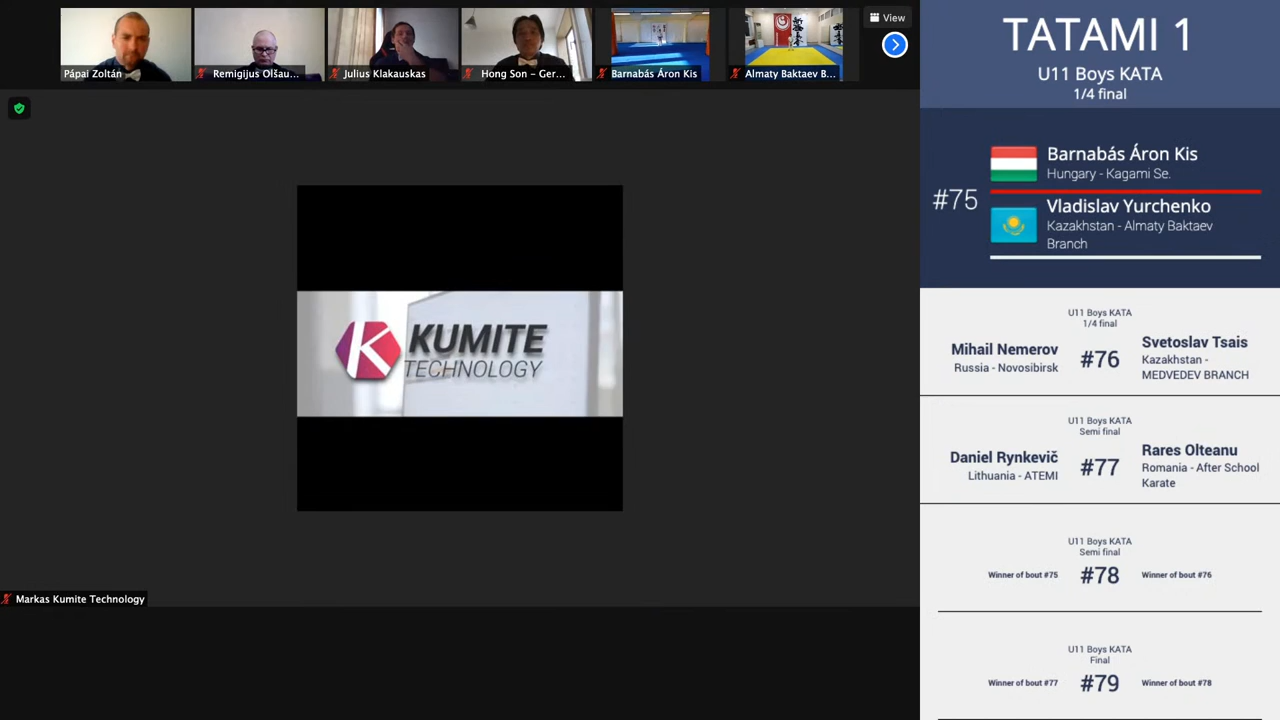 View
Pápai Zoltán
Remigijus Olšau...
Julius Klakauskas
Hong Son - Ger...
Barnabás Áron Kis
Almaty Baktaev B...
KUMITE
TECHNOLOGY
Markas Kumite Technology
TATAMI 1
U11 Boys KATA
1/4 final
#75
Barnabás Áron Kis
Hungary - Kagami Se.
Vladislav Yurchenko
Kazakhstan - Almaty Baktaev
Branch
U11 Boys KATA
1/4 final
Mihail Nemerov
Russia - Novosibirsk
#76
Svetoslav Tsais
Kazakhstan -
MEDVEDEV BRANCH
U11 Boys KATA
Semi final
Daniel Rynkevič
Lithuania - ATEMI
#77
Rares Olteanu
Romania - After School
Karate
U11 Boys KATA
Semi final
Winner of bout #75
#78
Winner of bout #76
U11 Boys KATA
Final
Winner of bout #77
#79
Winner of bout #78